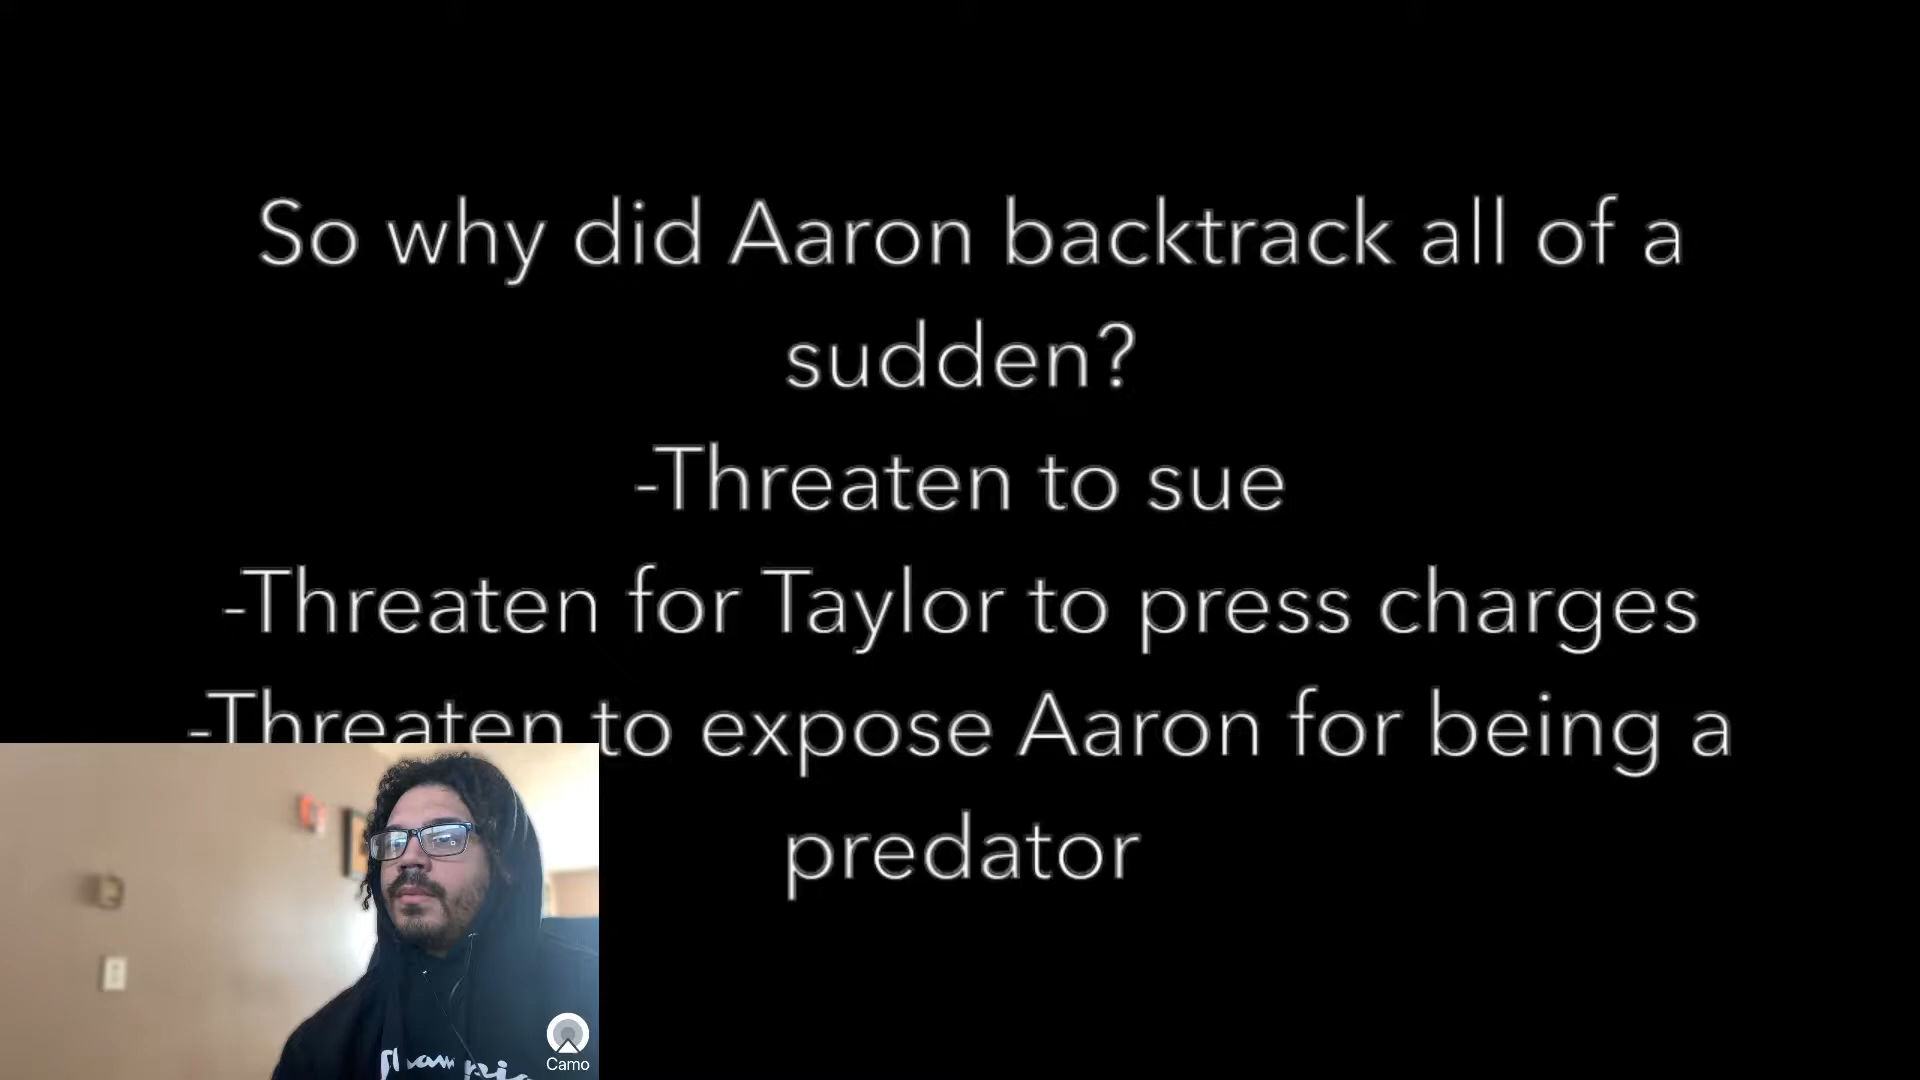 So why did Aaron backtrack all of a
sudden?
-Threaten to sue
-Threaten for Taylor to press charges
-Threaten to expose Aaron for being a
predator
Camo